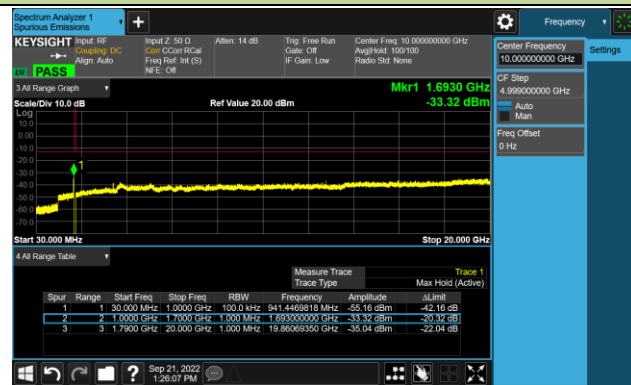 Spectrum Analyzer 1
Spurious Emissions
Frequency
KEYSIGHT Input: RF Input Z: 50 Ω Atten: 14 dB Trig: Free Run Center Freq: 10.000000000 GHz
Coupling: DC Corr CCorr RCal Gate: Off Avg|Hold: 100/100
Align: Auto Freq Ref: Int (S) IF Gain: Low Radio Std: None
NFE: Off
PASS
Center Frequency
10.000000000 GHz
Settings
CF Step
4.999000000 GHz
Auto
Man
Freq Offset
0 Hz
3 All Range Graph
Mkr1 1.6930 GHz
Scale/Div 10.0 dB Ref Value 20.00 dBm -33.32 dBm
Log
10.0
0.00
-10.0
-20.0
-30.0
-40.0
-50.0
-60.0
-70.0
1
Start 30.000 MHz Stop 20.000 GHz
4 All Range Table
Measure Trace Trace 1
Trace Type Max Hold (Active)
Spur Range Start Freq Stop Freq RBW Frequency Amplitude ΔLimit
1 1 30.000 MHz 1.0000 GHz 100.0 kHz 941.4469818 MHz -55.16 dBm -42.16 dB
2 2 1.0000 GHz 1.7000 GHz 1.000 MHz 1.693000000 GHz -33.32 dBm -20.32 dB
3 3 1.7900 GHz 20.000 GHz 1.000 MHz 19.86069350 GHz -35.04 dBm -22.04 dB
Sep 21, 2022
1:26:07 PM